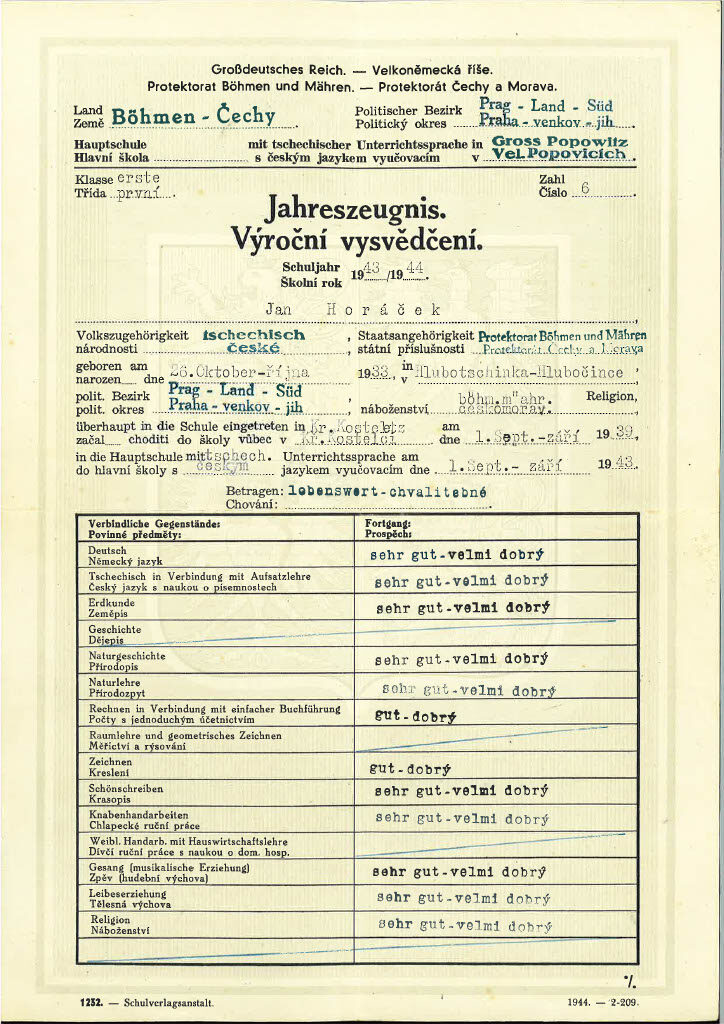 Großdeutsches Reich. — Velkoněmecká říše.
Protektorat Böhmen und Mähren. — Protektorát Čechy a Morava.
Land Böhmen - Čechy Politischer Bezirk Prag - Land - Süd
Země Politický okres Praha - venkov - jih.
Hauptschule mit tschechischer Unterrichtssprache in Gross Popowitz
Hlavní škola s českým jazykem vyučovacím v Vel. Popovicích
Klasse erste Zahl
Třída první. Číslo 6
Jahreszeugnis.
Výroční vysvědčení.
Schuljahr
Školní rok 1943/1944.
Jan Horáček,
Volkszugehörigkeit tschechisch, Staatsangehörigkeit Protektorat Böhmen und Mähren
národnosti české, státní příslušnosti Protektorát Čechy a Morava
geboren am 26.Oktober-října 1933, in Hlubotschinka-Hlubočince,
narozen dne v
polit. Bezirk Prag - Land - Süd böhm.m"ahr. Religion,
polit. okres Praha - venkov - jih, náboženství českomorav.
überhaupt in die Schule eingetreten in Kr.Kosteletz am
začal chodit do školy vůbec v Kr.Kostelci dne 1.Sept.-září 1939,
in die Hauptschule mit tschech. Unterrichtssprache am
do hlavní školy s českým jazykem vyučovacím dne 1.Sept.- září 1943.
Betragen: lobenswert-chvalitebné
Chování:
Verbindliche Gegenstände: Fortgang:
Povinné předměty: Prospěch:
Deutsch
Německý jazyk sehr gut-velmi dobrý
Tschechisch in Verbindung mit Aufsatzlehre
Český jazyk s naukou o písemnostech sehr gut-velmi dobrý
Erdkunde
Zeměpis sehr gut-velmi dobrý
Geschichte
Dějepis
Naturgeschichte
Přírodopis sehr gut-velmi dobrý
Naturlehre
Přírodozpyt sehr gut-velmi dobrý
Rechnen in Verbindung mit einfacher Buchführung
Počty s jednoduchým účetnictvím gut-dobrý
Raumlehre und geometrisches Zeichnen
Měřictví a rýsování
Zeichnen
Kreslení gut-dobrý
Schönschreiben
Krasopis sehr gut-velmi dobrý
Knabenhandarbeiten
Chlapecké ruční práce sehr gut-velmi dobrý
Weibl. Handarb. mit Hauswirtschaftslehre
Dívčí ruční práce s naukou o dom. hosp.
Gesang (musikalische Erziehung)
Zpěv (hudební výchova) sehr gut-velmi dobrý
Leibeserziehung
Tělesná výchova sehr gut-velmi dobrý
Religion
Náboženství sehr gut-velmi dobrý
•/.
1232. — Schulverlagsanstalt. 1944. — 2-209.